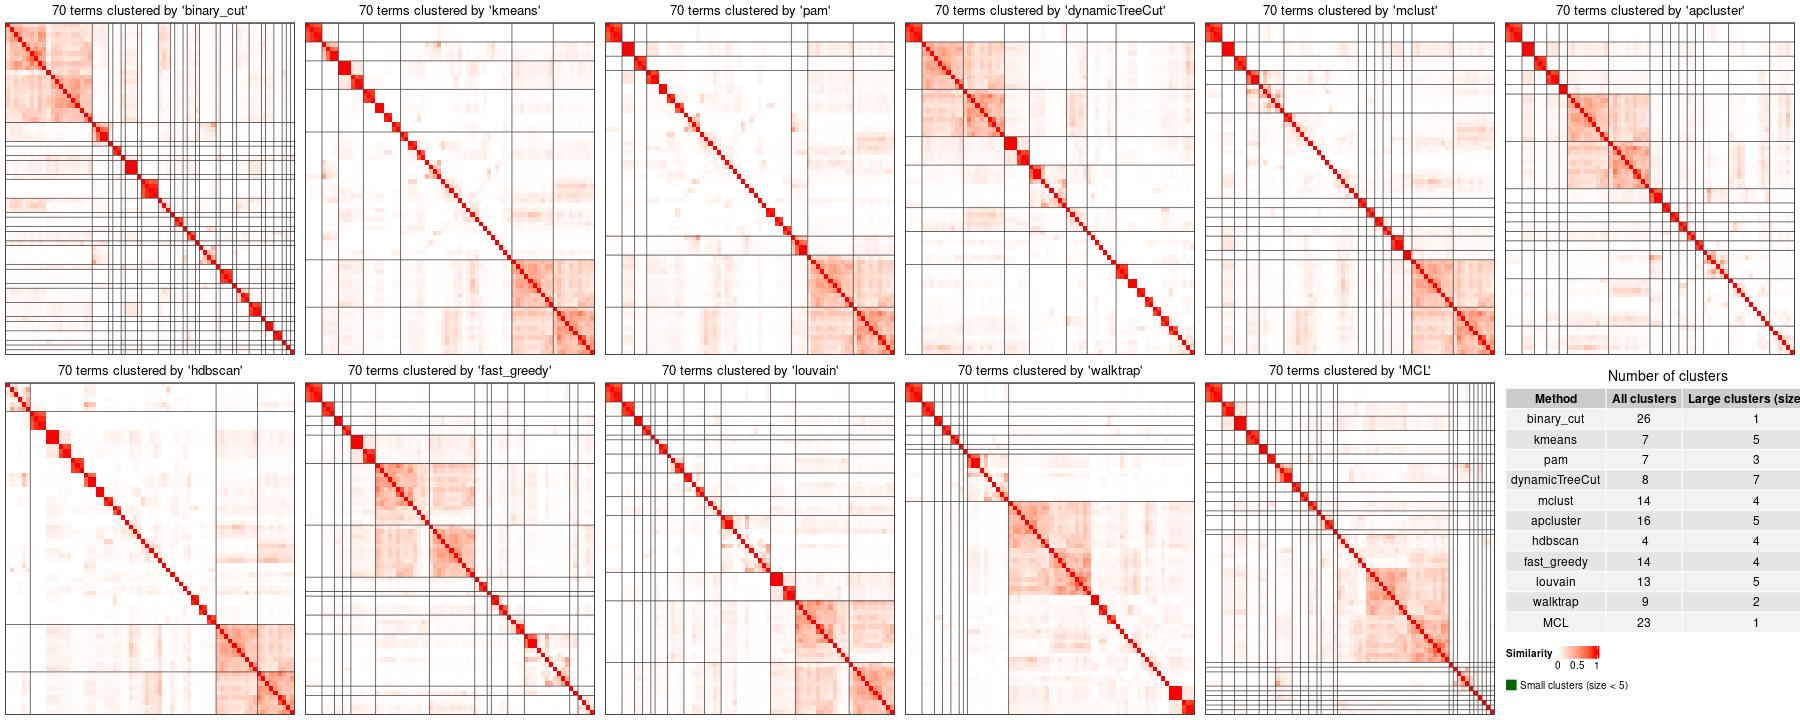 70 terms clustered by 'binary_cut'
70 terms clustered by 'kmeans'
70 terms clustered by 'pam'
70 terms clustered by 'dynamicTreeCut'
70 terms clustered by 'mclust'
70 terms clustered by 'apcluster'
70 terms clustered by 'hdbscan'
70 terms clustered by 'fast_greedy'
70 terms clustered by 'louvain'
70 terms clustered by 'walktrap'
70 terms clustered by 'MCL'
Number of clusters
Method All clusters Large clusters (size
binary_cut 26 1
kmeans 7 5
pam 7 3
dynamicTreeCut 8 7
mclust 14 4
apcluster 16 5
hdbscan 4 4
fast_greedy 14 4
louvain 13 5
walktrap 9 2
MCL 23 1
Similarity
0 0.5 1
Small clusters (size < 5)